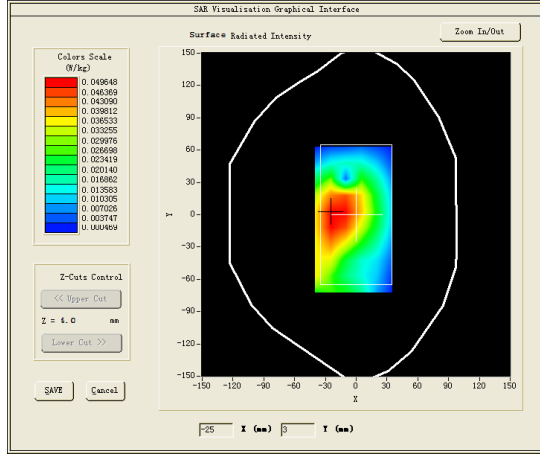 SAR Visualisation Graphical Interface
Surface Radiated Intensity
Zoom In/Out
Colors Scale
(W/kg)
0.049648
0.046369
0.043090
0.039812
0.036533
0.033255
0.029976
0.026698
0.023419
0.020140
0.016862
0.013583
0.010305
0.007026
0.003747
0.000469
Z-Cuts Control
<< Upper Cut
Z = 4.0 mm
Lower Cut >>
SAVE
Cancel
150
120
90
60
30
0
-30
-60
-90
-120
-150
Y
-150 -120 -90 -60 -30 0 30 60 90 120 150
X
-25 X (mm) 3 Y (mm)